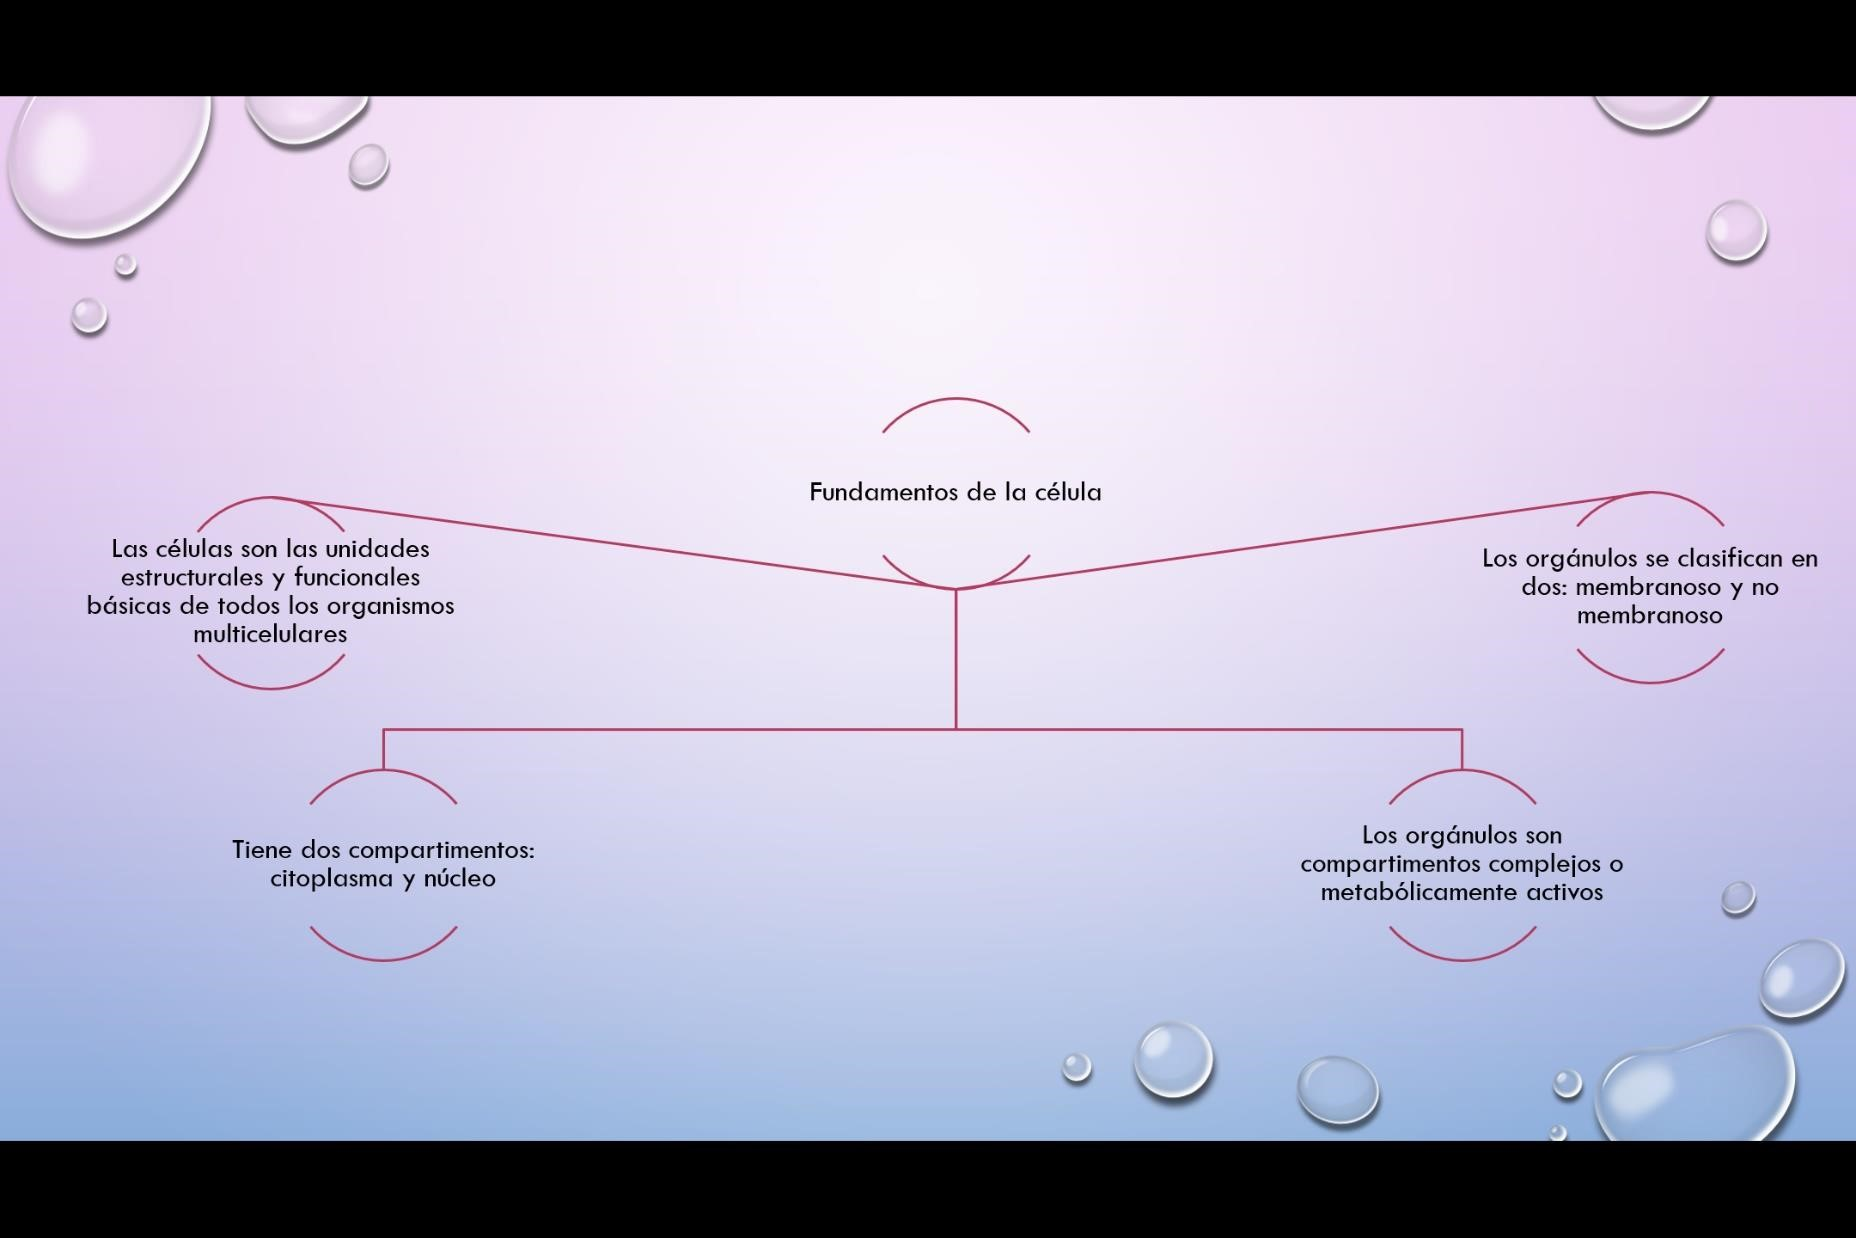 Fundamentos de la célula
Las células son las unidades
estructurales y funcionales
básicas de todos los organismos
multicelulares
Los orgánulos se clasifican en
dos: membranoso y no
membranoso
Tiene dos compartimentos:
citoplasma y núcleo
Los orgánulos son
compartimentos complejos o
metabólicamente activos